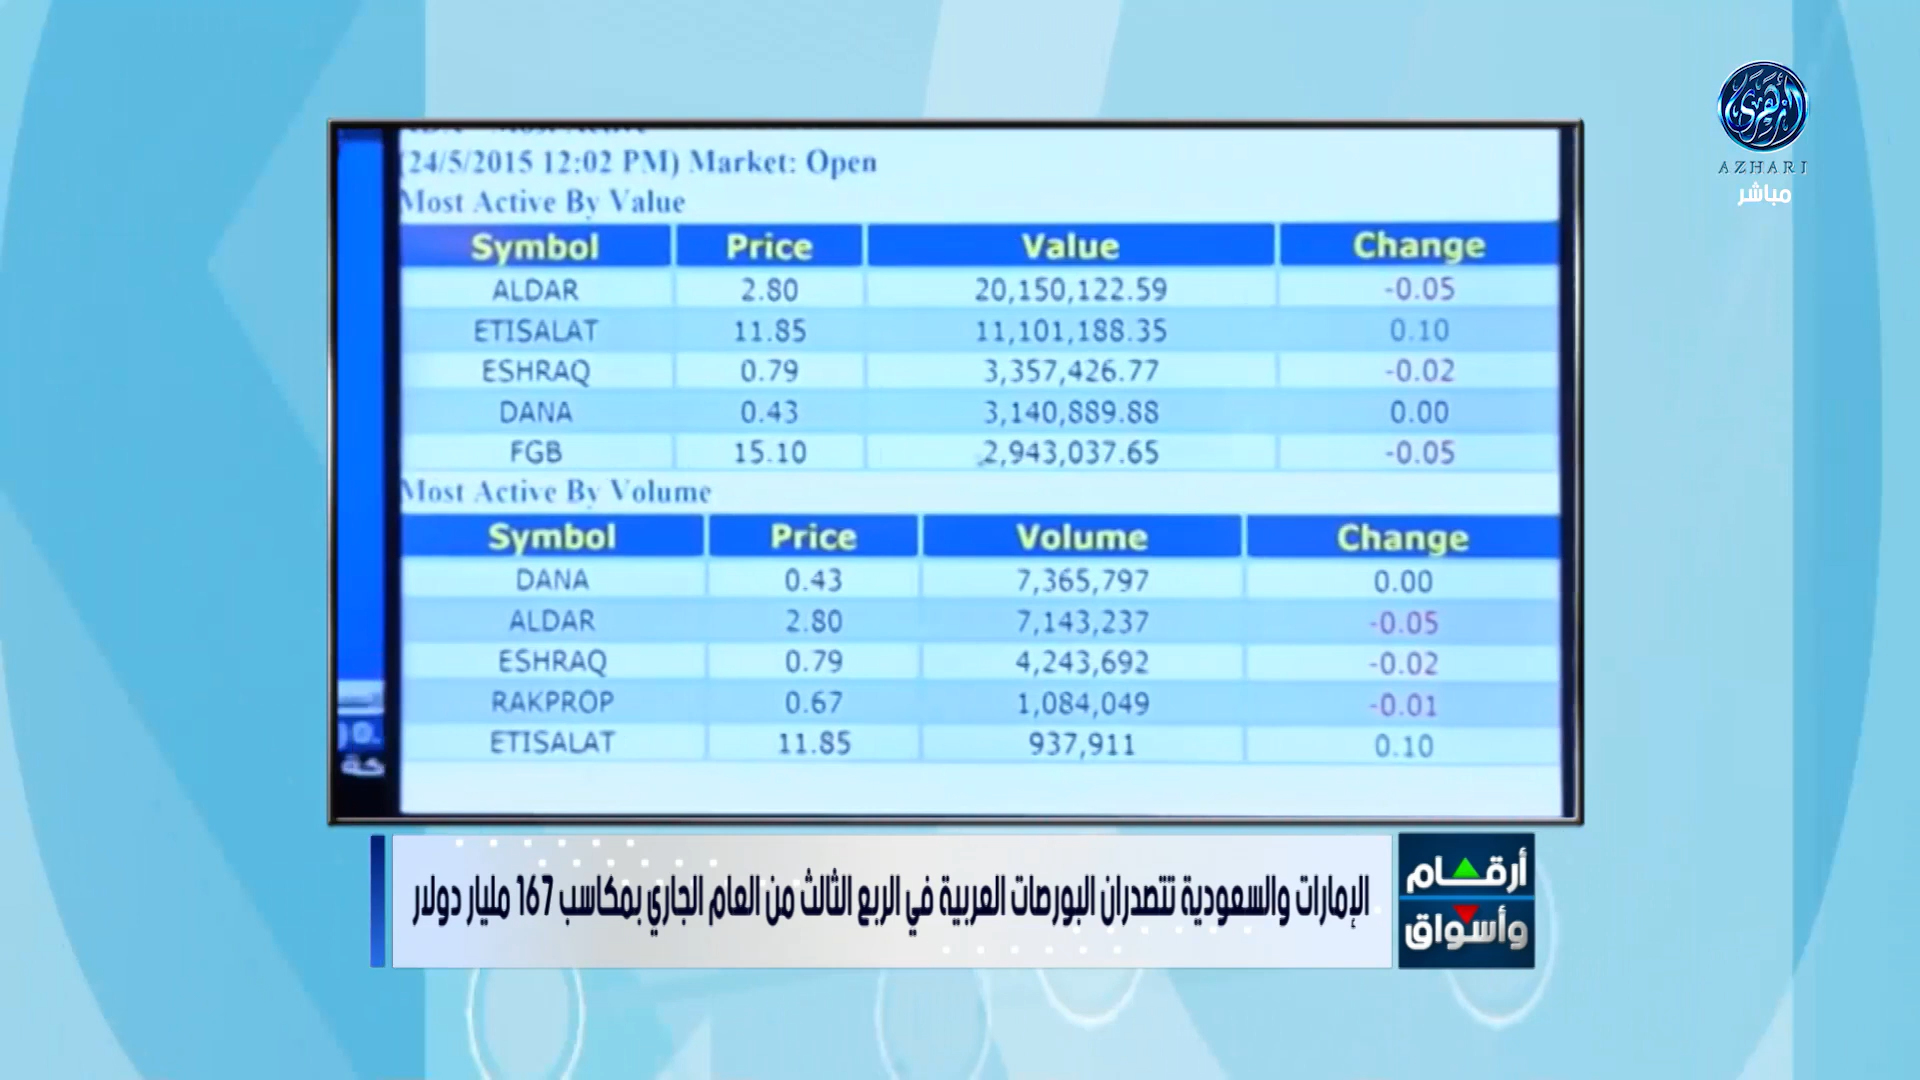 أزهري
AZHARI
مباشر
(24/5/2015 12:02 PM) Market: Open
Most Active By Value
Symbol Price Value Change
ALDAR 2.80 20,150,122.59 -0.05
ETISALAT 11.85 11,101,188.35 0.10
ESHRAQ 0.79 3,357,426.77 -0.02
DANA 0.43 3,140,889.88 0.00
FGB 15.10 2,943,037.65 -0.05
Most Active By Volume
Symbol Price Volume Change
DANA 0.43 7,365,797 0.00
ALDAR 2.80 7,143,237 -0.05
ESHRAQ 0.79 4,243,692 -0.02
RAKPROP 0.67 1,084,049 -0.01
ETISALAT 11.85 937,911 0.10
أرقـام وأسواق
الإمارات والسعودية تتصدران البورصات العربية في الربع الثالث من العام الجاري بمكاسب 167 مليار دولار